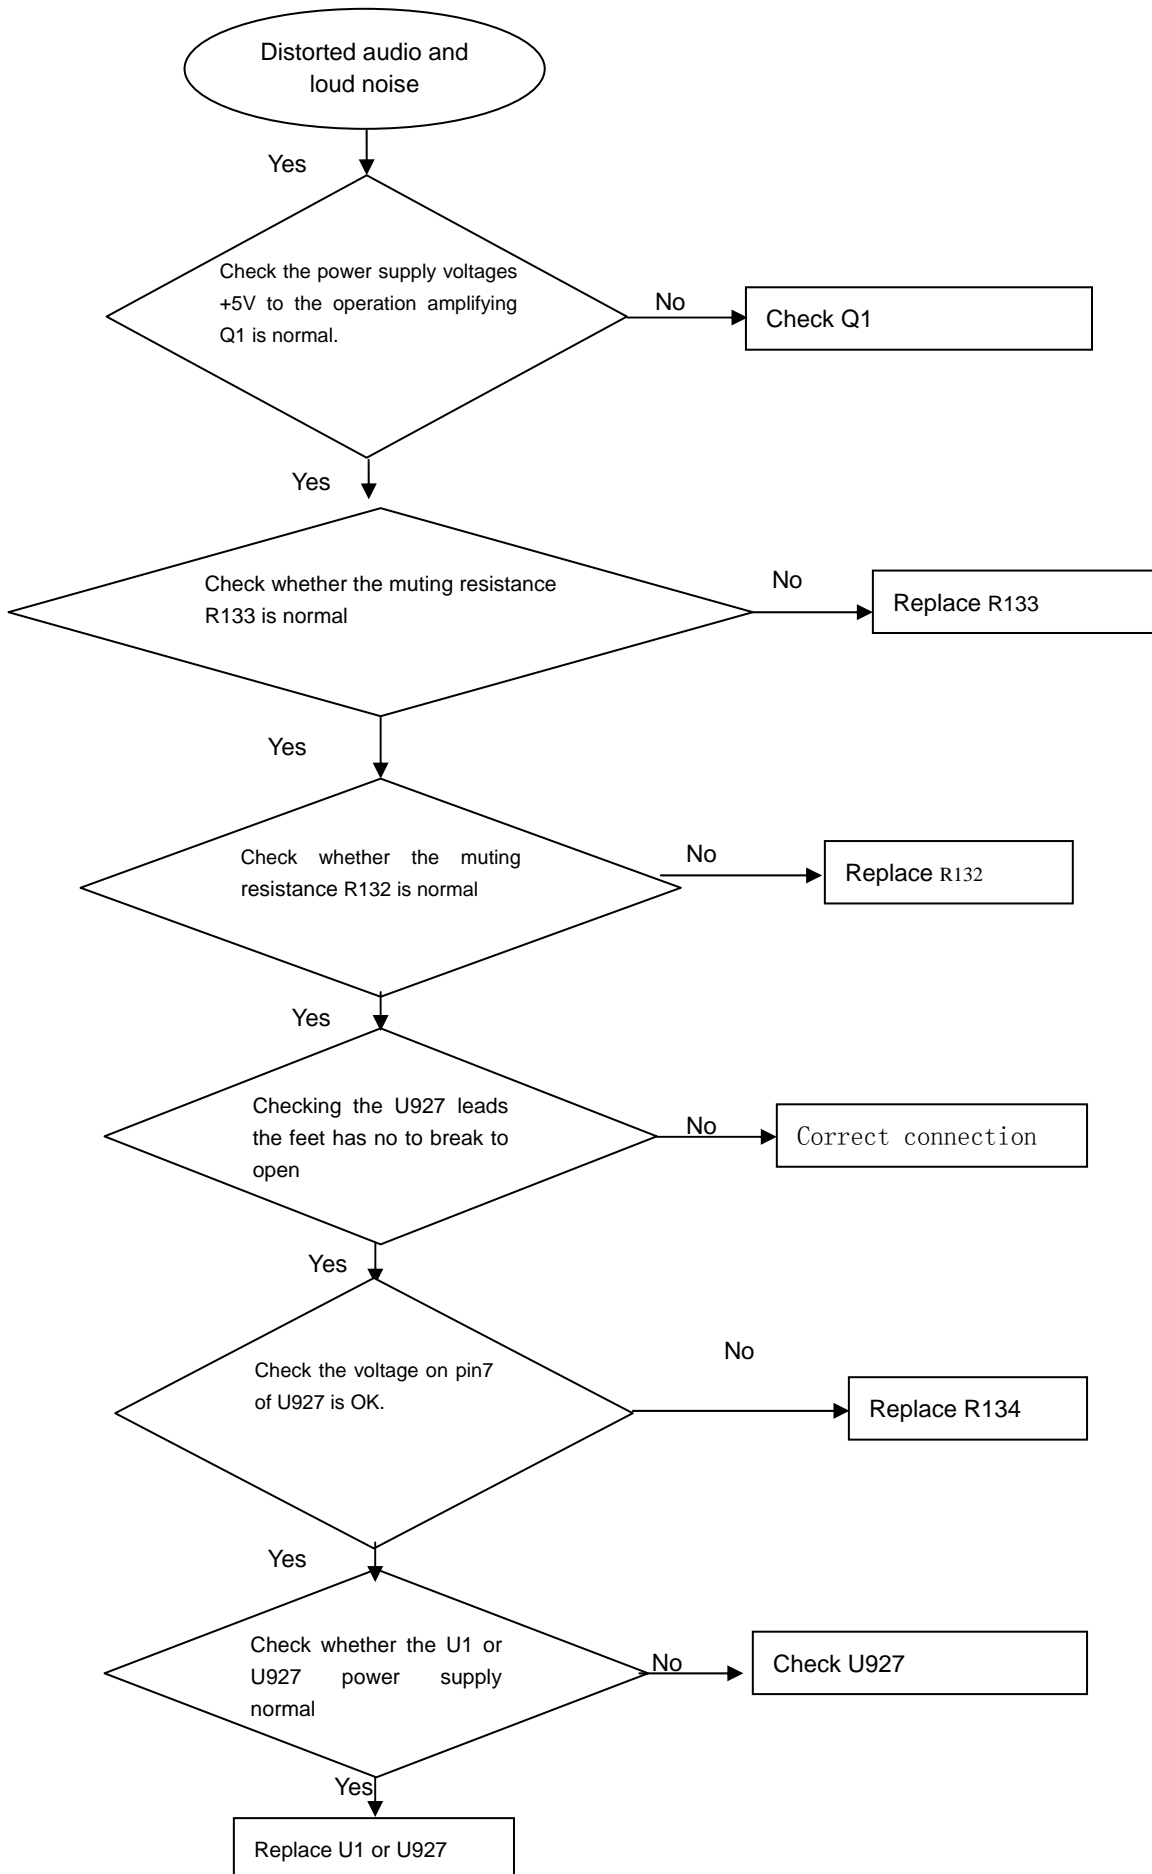 Distorted audio and
loud noise
Yes
Check the power supply voltages
+5V to the operation amplifying
Q1 is normal.
No
Check Q1
Yes
Check whether the muting resistance
R133 is normal
No
Replace R133
Yes
Check whether the muting
resistance R132 is normal
No
Replace R132
Yes
Checking the U927 leads
the feet has no to break to
open
No
Correct connection
Yes
Check the voltage on pin7
of U927 is OK.
No
Replace R134
Yes
Check whether the U1 or
U927 power supply
normal
No
Check U927
Yes
Replace U1 or U927